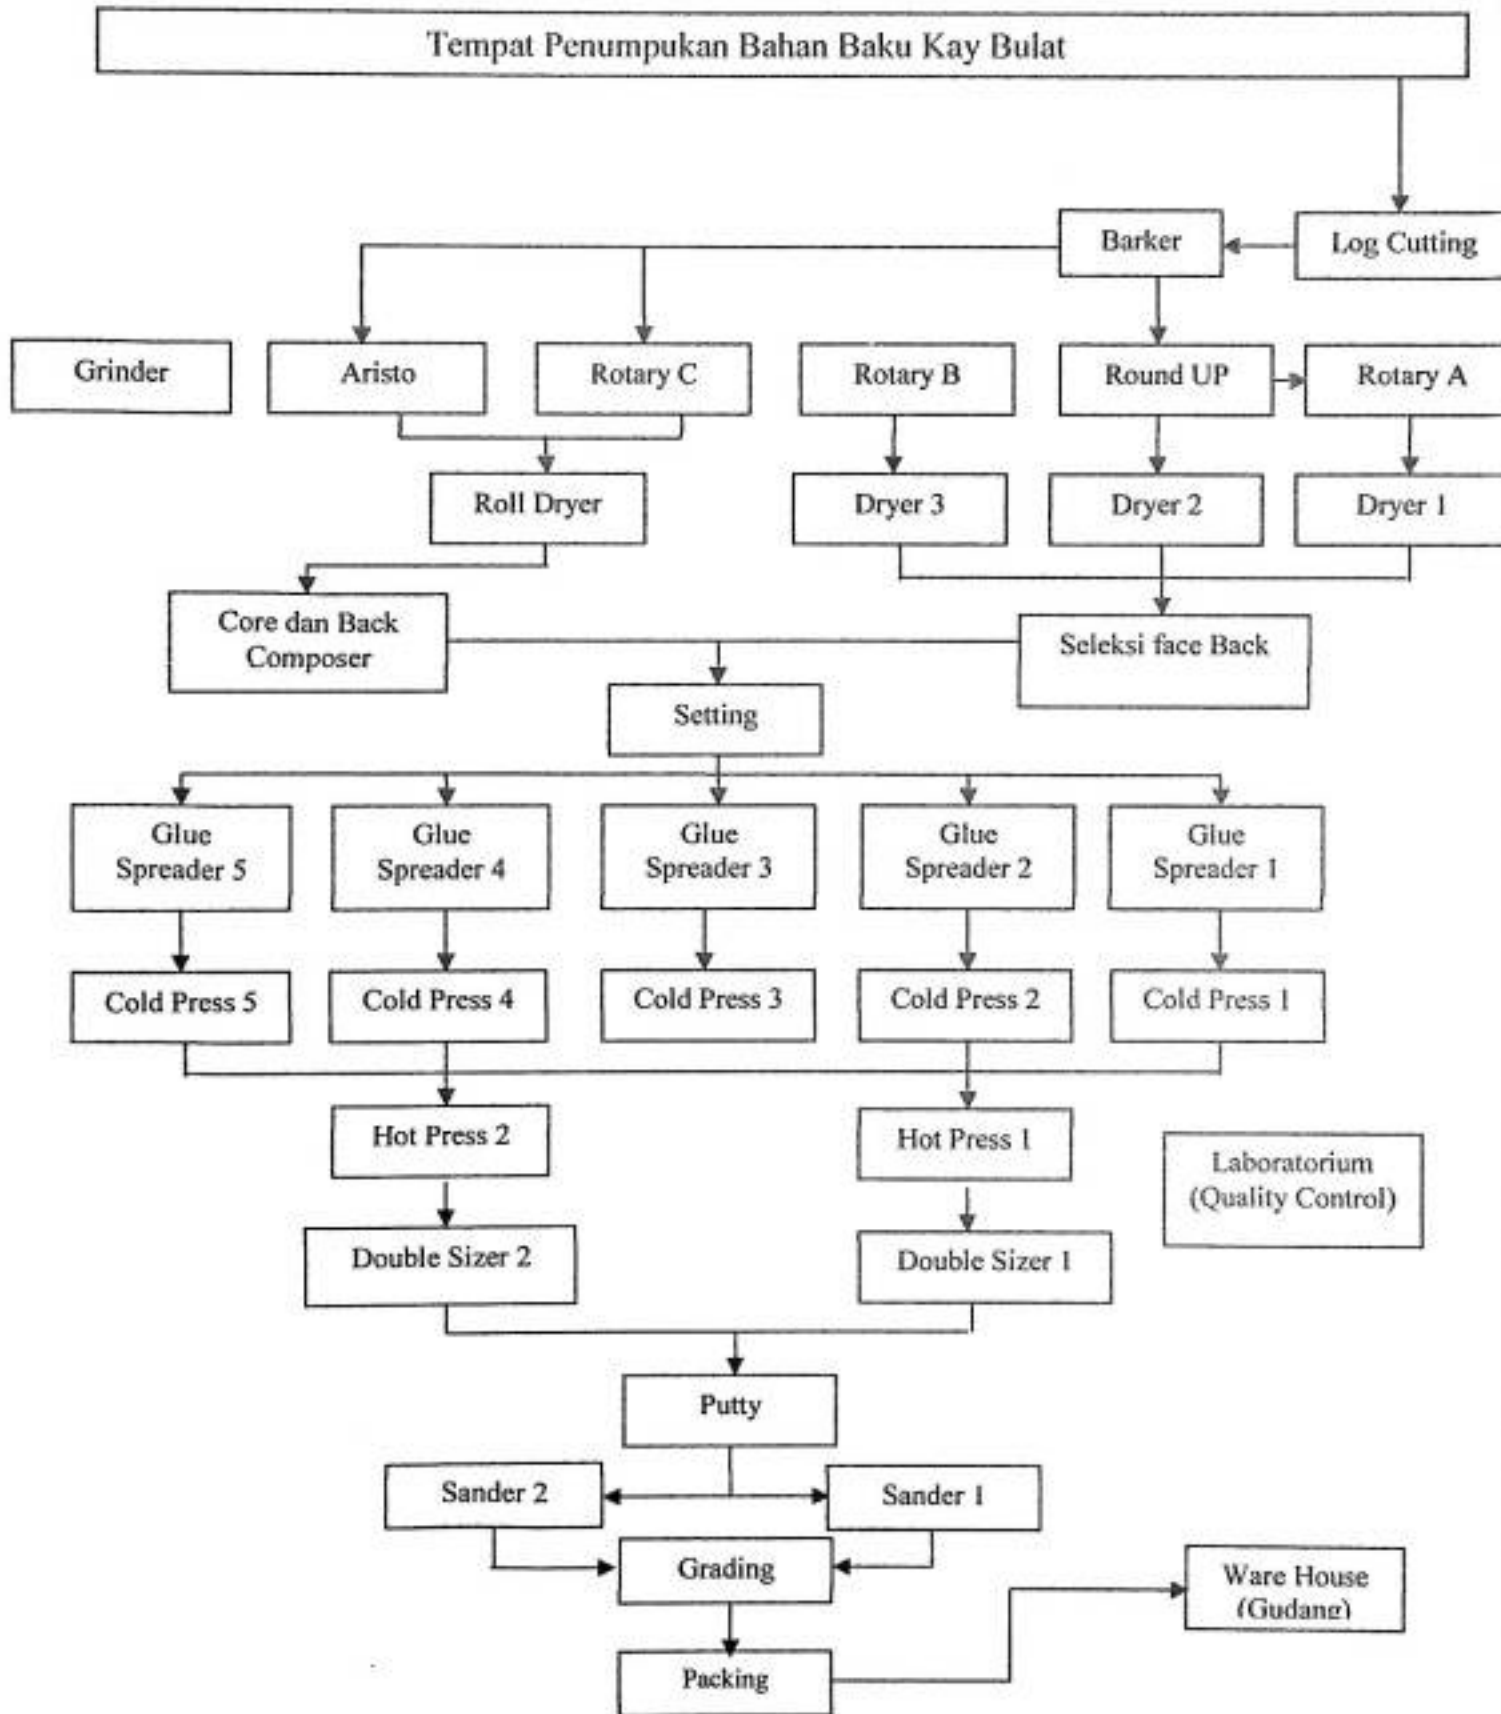 Tempat Penumpukan Bahan Baku Kay Bulat
Barker
Log Cutting
Grinder
Aristo
Rotary C
Rotary B
Round UP
Rotary A
Roll Dryer
Dryer 3
Dryer 2
Dryer 1
Core dan Back
Composer
Seleksi face Back
Setting
Glue
Spreader 5
Glue
Spreader 4
Glue
Spreader 3
Glue
Spreader 2
Glue
Spreader 1
Cold Press 5
Cold Press 4
Cold Press 3
Cold Press 2
Cold Press 1
Hot Press 2
Hot Press 1
Laboratorium
(Quality Control)
Double Sizer 2
Double Sizer 1
Putty
Sander 2
Sander 1
Grading
Ware House
(Gudang)
Packing